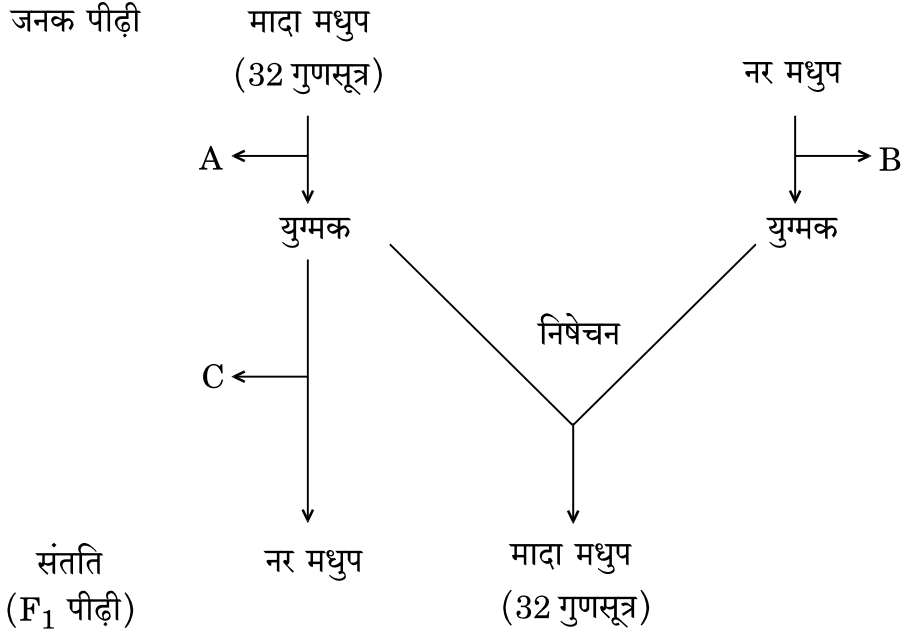 जनक पीढ़ी
मादा मधुप
(32 गुणसूत्र)
नर मधुप
A
B
युग्मक
युग्मक
निषेचन
C
संतति
(F₁ पीढ़ी)
नर मधुप
मादा मधुप
(32 गुणसूत्र)